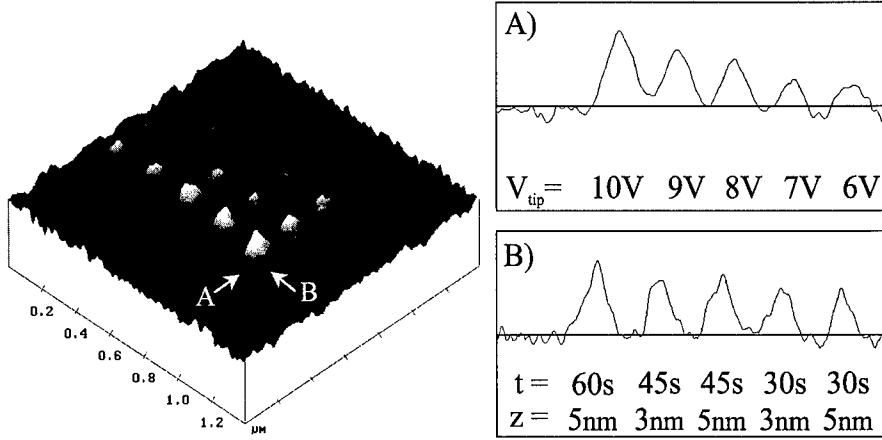 A B
0.2
0.4
0.6
0.8
1.0
1.2
μm
A)
V_tip = 10V 9V 8V 7V 6V
B)
t = 60s 45s 45s 30s 30s
z = 5nm 3nm 5nm 3nm 5nm